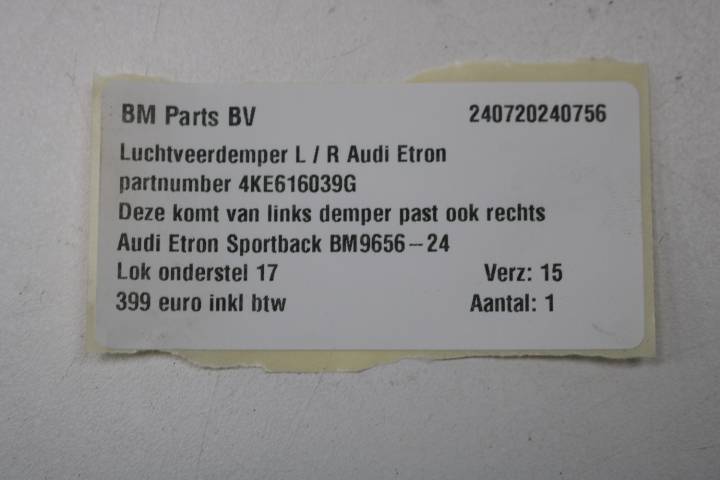 BM Parts BV 240720240756
Luchtveerdemper L / R Audi Etron
partnumber 4KE616039G
Deze komt van links demper past ook rechts
Audi Etron Sportback BM9656-24
Lok onderstel 17 Verz: 15
399 euro inkl btw Aantal: 1